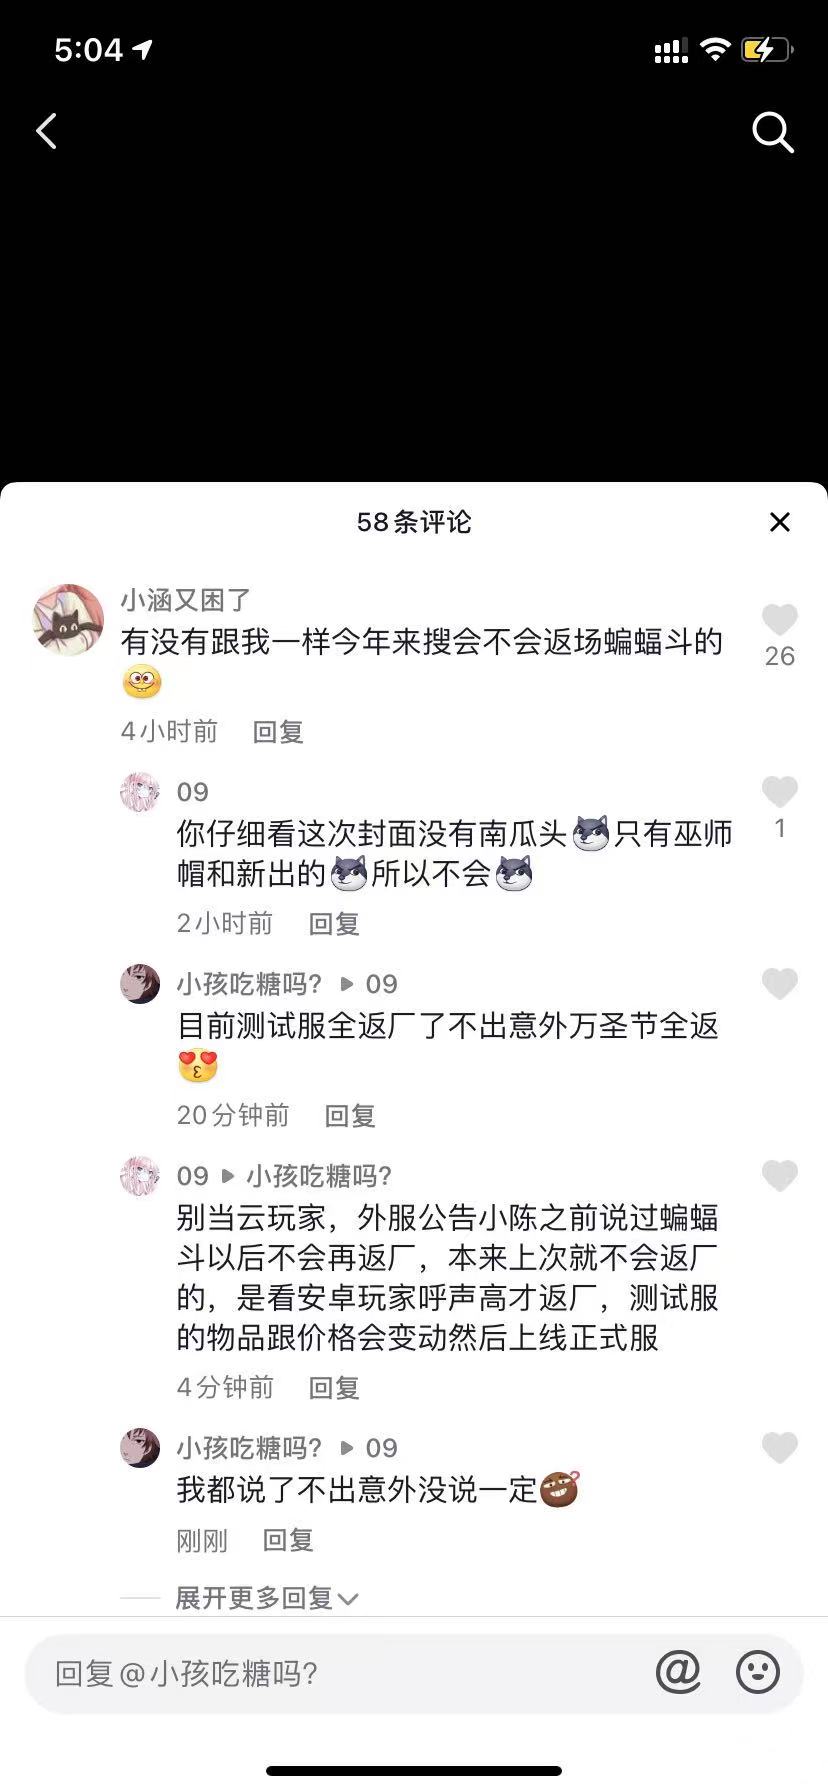 5:04
58条评论
小涵又困了
有没有跟我一样今年来搜会不会返场蝙蝠斗的
26
4小时前 回复
09
你仔细看这次封面没有南瓜头只有巫师
帽和新出的所以不会
1
2小时前 回复
小孩吃糖吗? ▶ 09
目前测试服全返厂了不出意外万圣节全返
20分钟前 回复
09 ▶ 小孩吃糖吗?
别当云玩家，外服公告小陈之前说过蝙蝠
斗以后不会再返厂，本来上次就不会返厂
的，是看安卓玩家呼声高才返厂，测试服
的物品跟价格会变动然后上线正式服
4分钟前 回复
小孩吃糖吗? ▶ 09
我都说了不出意外没说一定
刚刚 回复
展开更多回复
回复@小孩吃糖吗?